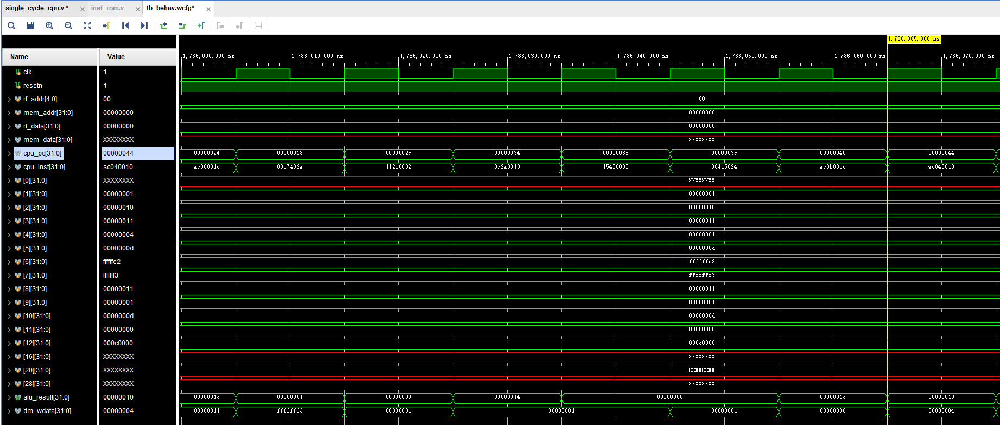 single_cycle_cpu.v * × inst_rom.v × tb_behav.wcfg* ×
1,786,065.000 ns
1,786,000.000 ns 1,786,010.000 ns 1,786,020.000 ns 1,786,030.000 ns 1,786,040.000 ns 1,786,050.000 ns 1,786,060.000 ns 1,786,070.000 ns
Name Value
clk 1
resetn 1
rf_addr[4:0] 00 00
mem_addr[31:0] 00000000 00000000
rf_data[31:0] 00000000 00000000
mem_data[31:0] XXXXXXXX XXXXXXXX
cpu_pc[31:0] 00000044 00000024 00000028 0000002c 00000034 00000038 0000003c 00000040 00000044
cpu_inst[31:0] ac040010 ac08001c 00c7482a 11210002 8c2a0013 15450003 00415824 ac0b001c ac040010
[0][31:0] XXXXXXXX XXXXXXXX
[1][31:0] 00000001 00000001
[2][31:0] 00000010 00000010
[3][31:0] 00000011 00000011
[4][31:0] 00000004 00000004
[5][31:0] 0000000d 0000000d
[6][31:0] ffffffe2 ffffffe2
[7][31:0] fffffff3 fffffff3
[8][31:0] 00000011 00000011
[9][31:0] 00000001 00000001
[10][31:0] 0000000d 0000000d
[11][31:0] 00000000 00000000
[12][31:0] 000c0000 000c0000
[16][31:0] XXXXXXXX XXXXXXXX
[20][31:0] XXXXXXXX XXXXXXXX
[28][31:0] XXXXXXXX XXXXXXXX
alu_result[31:0] 00000010 0000001c 00000001 00000000 00000014 00000000 0000001c 00000010
dm_wdata[31:0] 00000004 00000011 fffffff3 00000001 0000000d 00000001 00000000 00000004